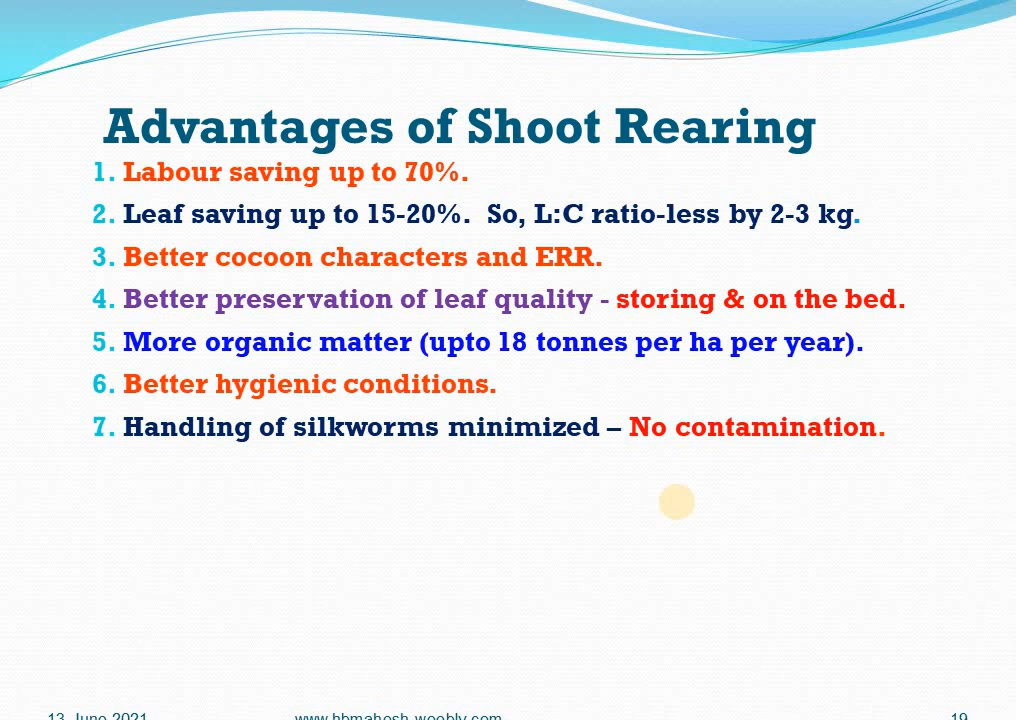 Advantages of Shoot Rearing
1. Labour saving up to 70%.
2. Leaf saving up to 15-20%.  So, L:C ratio-less by 2-3 kg.
3. Better cocoon characters and ERR.
4. Better preservation of leaf quality - storing & on the bed.
5. More organic matter (upto 18 tonnes per ha per year).
6. Better hygienic conditions.
7. Handling of silkworms minimized – No contamination.
13 June 2021 www.hbmahesh.weebly.com 19